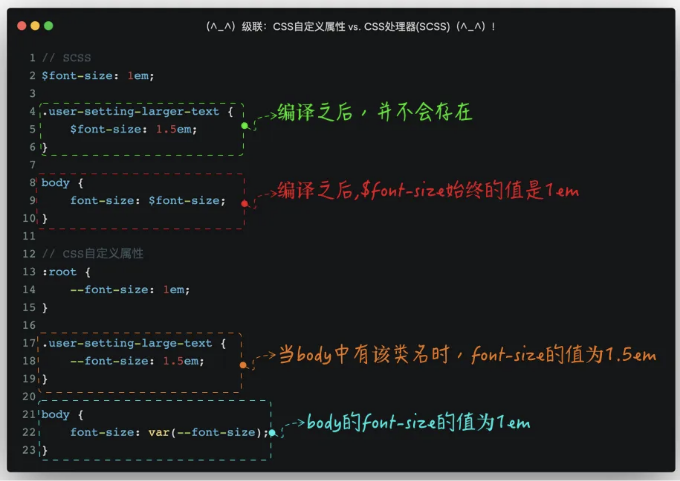 (∧_∧) 级联：CSS自定义属性 vs. CSS处理器(SCSS) (∧_∧)！
1 // SCSS
2 $font-size: 1em;
3
4 .user-setting-larger-text {
5 $font-size: 1.5em;
6 }
编译之后，并不会存在
7
8 body {
9 font-size: $font-size;
10 }
编译之后,$font-size始终的值是1em
11
12 // CSS自定义属性
13 :root {
14 --font-size: 1em;
15 }
16
17 .user-setting-large-text {
18 --font-size: 1.5em;
19 }
当body中有该类名时，font-size的值为1.5em
20
21 body {
22 font-size: var(--font-size);
23 }
body的font-size的值为1em